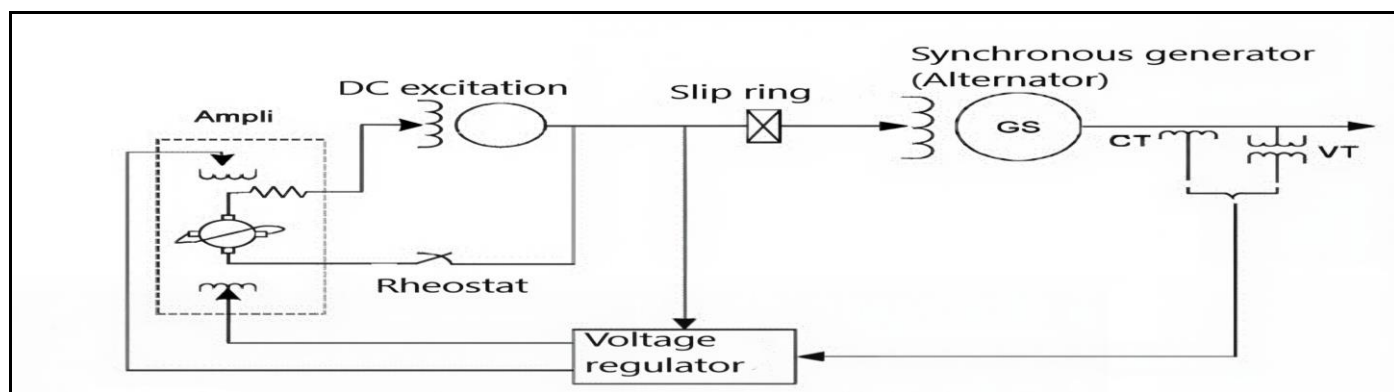 Synchronous generator
(Alternator)
DC excitation
Slip ring
Ampli
GS
CT
VT
Rheostat
Voltage
regulator